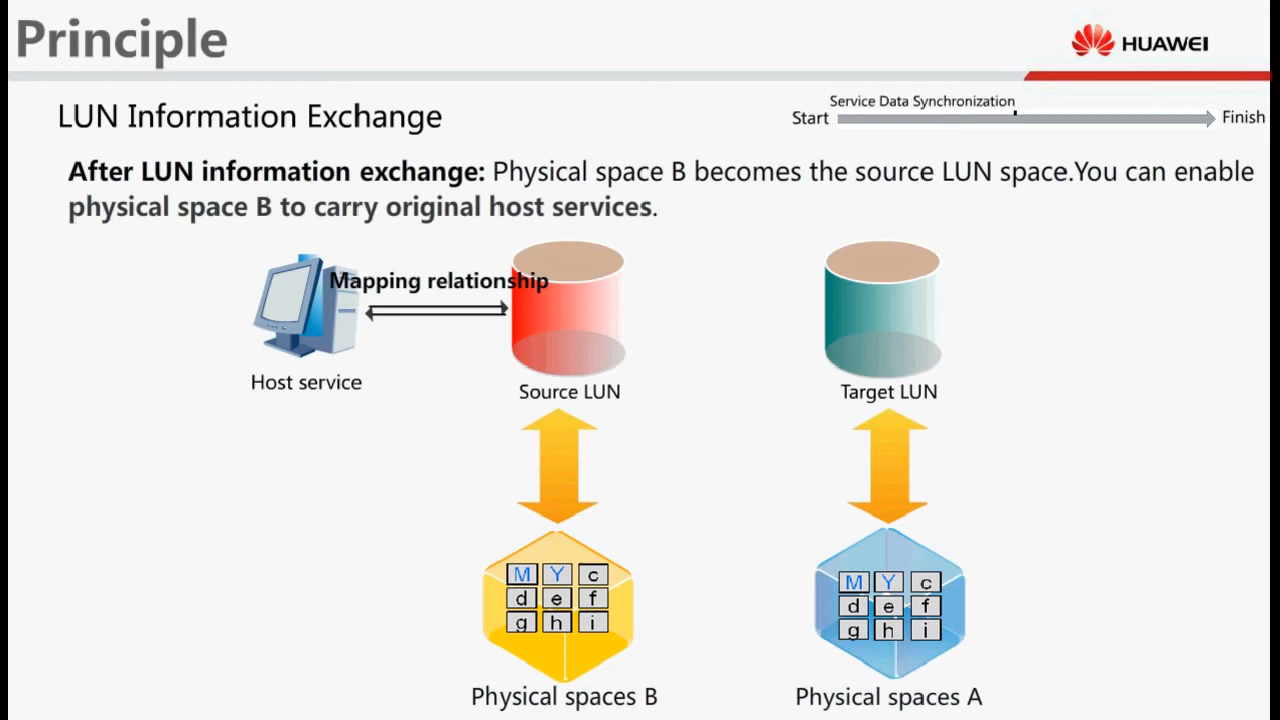 Principle
HUAWEI
LUN Information Exchange
Service Data Synchronization
Start
Finish
After LUN information exchange: Physical space B becomes the source LUN space.You can enable
physical space B to carry original host services.
Mapping relationship
Host service
Source LUN
Target LUN
M Y c
d e f
g h i
M Y c
d e f
g h i
Physical spaces B
Physical spaces A